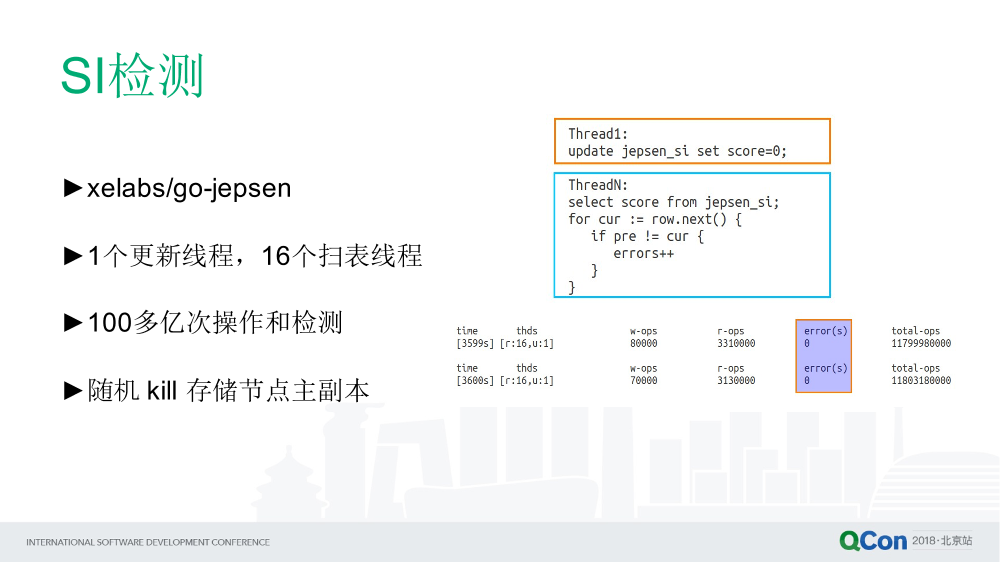 SI检测
►xelabs/go-jepsen
►1个更新线程，16个扫表线程
►100多亿次操作和检测
►随机 kill 存储节点主副本
Thread1:
update jepsen_si set score=0;
ThreadN:
select score from jepsen_si;
for cur := row.next() {
if pre != cur {
errors++
}
}
time thds w-ops r-ops error(s) total-ops
[3599s] [r:16,u:1] 80000 3310000 0 11799980000
time thds w-ops r-ops error(s) total-ops
[3600s] [r:16,u:1] 70000 3130000 0 11803180000
INTERNATIONAL SOFTWARE DEVELOPMENT CONFERENCE
QCon 2018·北京站